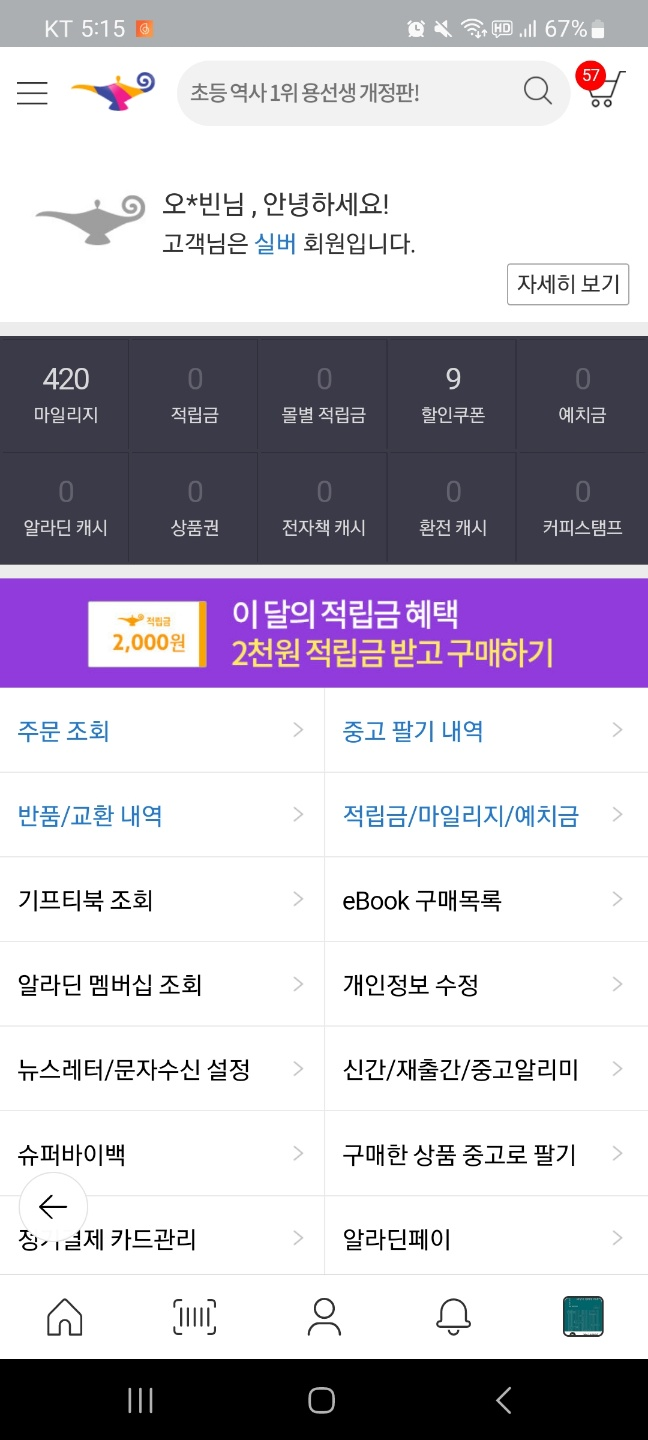 KT 5:15
HD 67%
초등 역사 1위 용선생 개정판!
57
오*빈님 , 안녕하세요!
고객님은 실버 회원입니다.
자세히 보기
420 0 0 9 0
마일리지 적립금 몰별 적립금 할인쿠폰 예치금
0 0 0 0 0
알라딘 캐시 상품권 전자책 캐시 환전 캐시 커피스탬프
적립금
2,000원
이 달의 적립금 혜택
2천원 적립금 받고 구매하기
주문 조회 중고 팔기 내역
반품/교환 내역 적립금/마일리지/예치금
기프티북 조회 eBook 구매목록
알라딘 멤버십 조회 개인정보 수정
뉴스레터/문자수신 설정 신간/재출간/중고알리미
슈퍼바이백 구매한 상품 중고로 팔기
정기결제 카드관리 알라딘페이